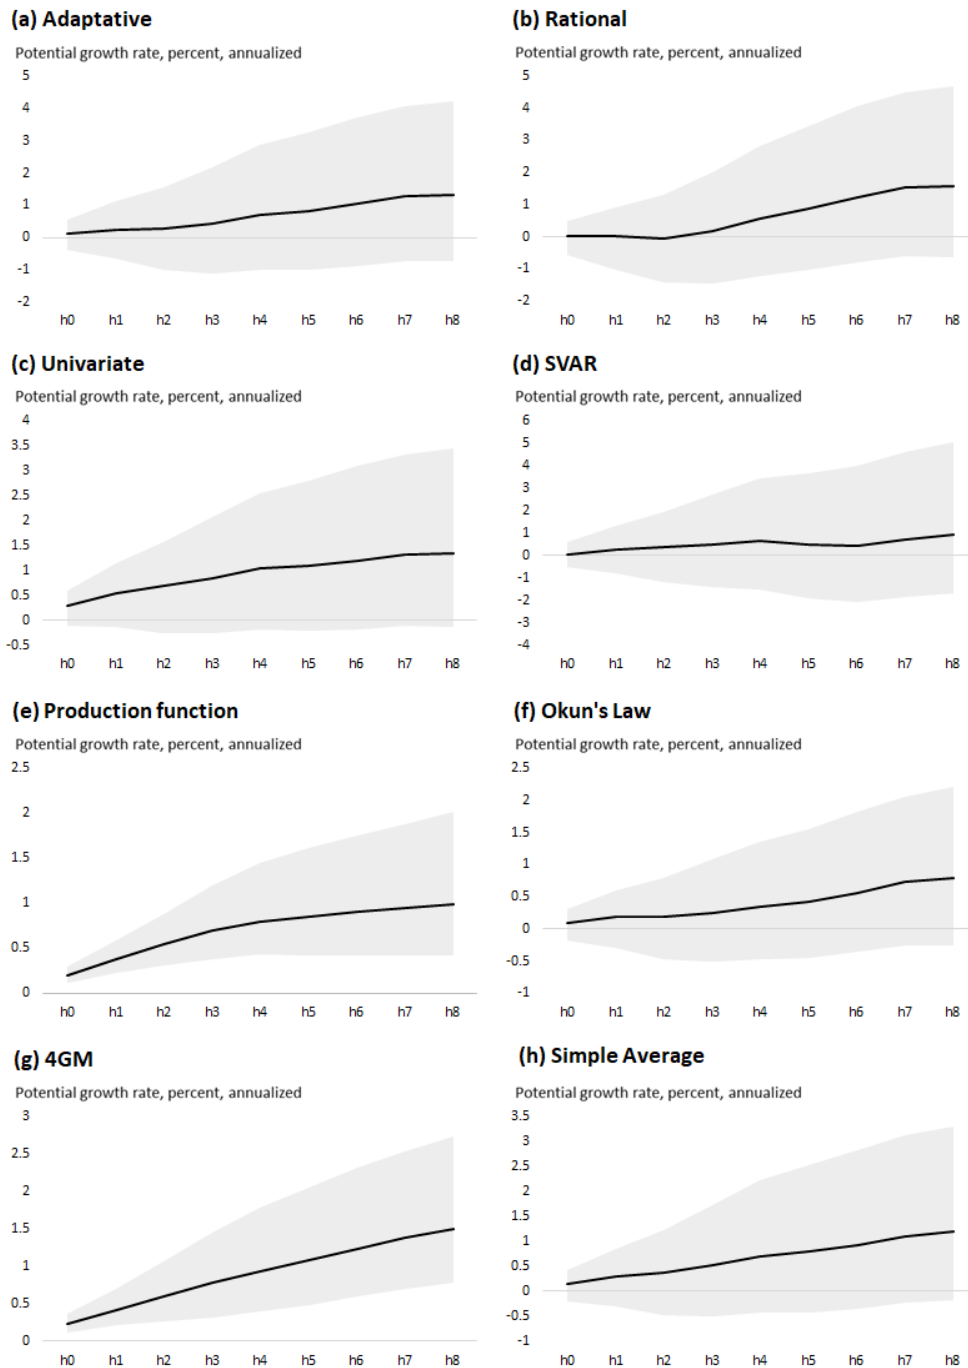 (a) Adaptative
Potential growth rate, percent, annualized
5
4
3
2
1
0
-1
-2
h0 h1 h2 h3 h4 h5 h6 h7 h8
(b) Rational
Potential growth rate, percent, annualized
5
4
3
2
1
0
-1
-2
h0 h1 h2 h3 h4 h5 h6 h7 h8
(c) Univariate
Potential growth rate, percent, annualized
4
3.5
3
2.5
2
1.5
1
0.5
0
-0.5
h0 h1 h2 h3 h4 h5 h6 h7 h8
(d) SVAR
Potential growth rate, percent, annualized
6
5
4
3
2
1
0
-1
-2
-3
-4
h0 h1 h2 h3 h4 h5 h6 h7 h8
(e) Production function
Potential growth rate, percent, annualized
2.5
2
1.5
1
0.5
0
h0 h1 h2 h3 h4 h5 h6 h7 h8
(f) Okun's Law
Potential growth rate, percent, annualized
2.5
2
1.5
1
0.5
0
-0.5
-1
h0 h1 h2 h3 h4 h5 h6 h7 h8
(g) 4GM
Potential growth rate, percent, annualized
3
2.5
2
1.5
1
0.5
0
h0 h1 h2 h3 h4 h5 h6 h7 h8
(h) Simple Average
Potential growth rate, percent, annualized
3.5
3
2.5
2
1.5
1
0.5
0
-0.5
-1
h0 h1 h2 h3 h4 h5 h6 h7 h8